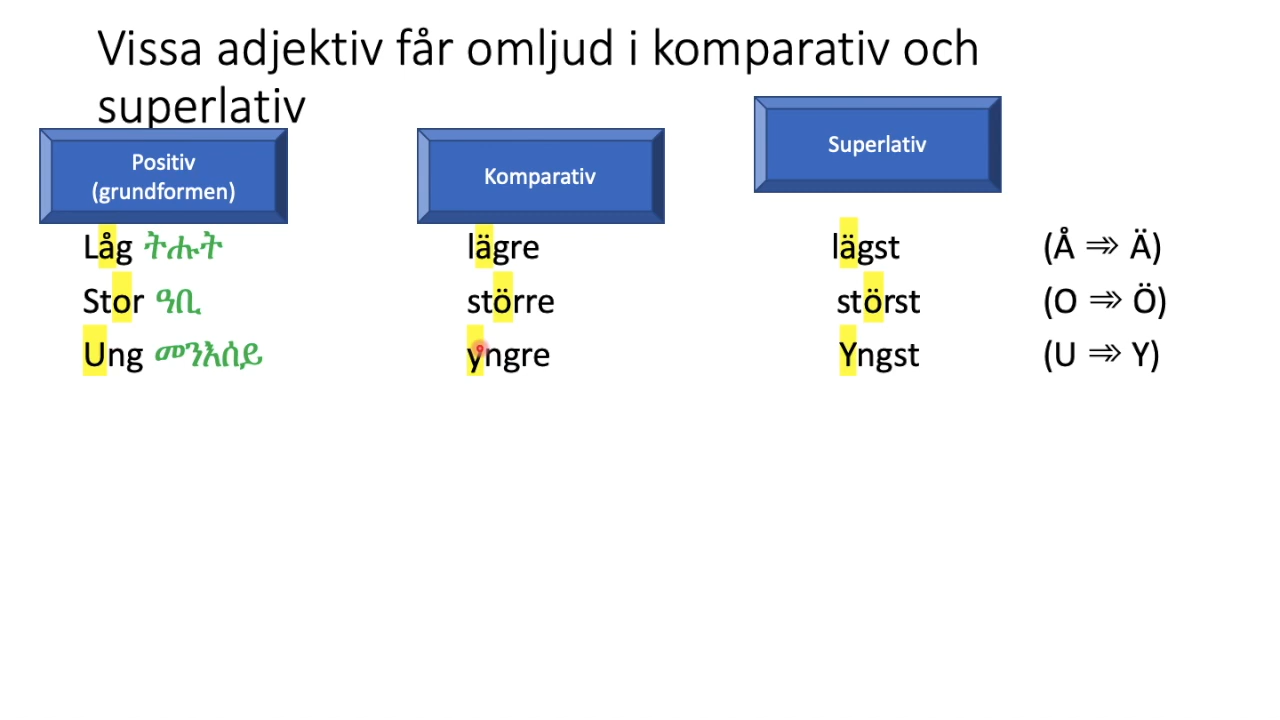 Vissa adjektiv får omljud i komparativ och
superlativ
Positiv
(grundformen)
Komparativ
Superlativ
Låg ትሑት lägre lägst (Å ⇛ Ä)
Stor ዓቢ större störst (O ⇛ Ö)
Ung መንእሰይ yngre Yngst (U ⇛ Y)